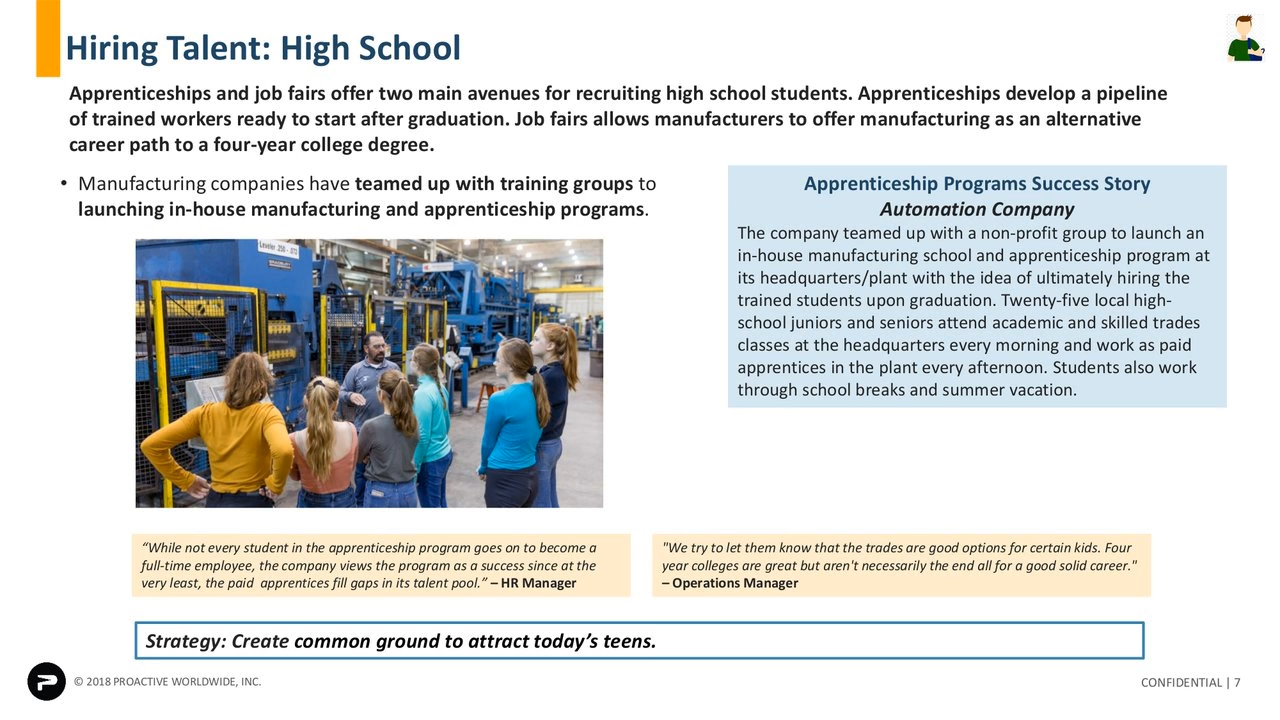 Hiring Talent: High School
Apprenticeships and job fairs offer two main avenues for recruiting high school students. Apprenticeships develop a pipeline
of trained workers ready to start after graduation. Job fairs allows manufacturers to offer manufacturing as an alternative
career path to a four-year college degree.
• Manufacturing companies have teamed up with training groups to
launching in-house manufacturing and apprenticeship programs.
Leveler .250 - .072
BRADBURY
Apprenticeship Programs Success Story
Automation Company
The company teamed up with a non-profit group to launch an
in-house manufacturing school and apprenticeship program at
its headquarters/plant with the idea of ultimately hiring the
trained students upon graduation. Twenty-five local high-
school juniors and seniors attend academic and skilled trades
classes at the headquarters every morning and work as paid
apprentices in the plant every afternoon. Students also work
through school breaks and summer vacation.
“While not every student in the apprenticeship program goes on to become a
full-time employee, the company views the program as a success since at the
very least, the paid  apprentices fill gaps in its talent pool.” – HR Manager
"We try to let them know that the trades are good options for certain kids. Four
year colleges are great but aren't necessarily the end all for a good solid career."
– Operations Manager
Strategy: Create common ground to attract today’s teens.
© 2018 PROACTIVE WORLDWIDE, INC.
CONFIDENTIAL | 7